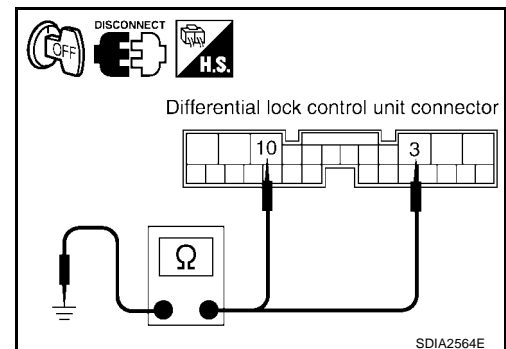 DISCONNECT
OFF
H.S.
Differential lock control unit connector
10 3
Ω
SDIA2564E